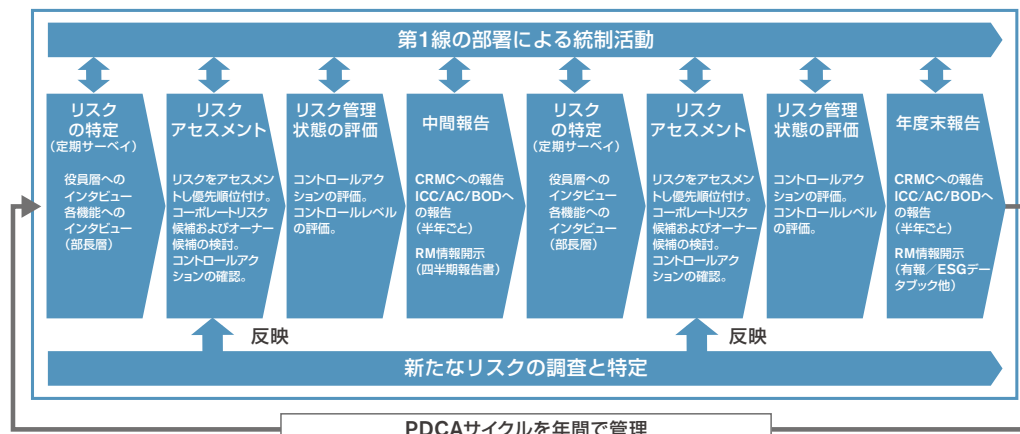 第1線の部署による統制活動
リスク
の特定
(定期サーベイ)
役員層への
インタビュー
各機能への
インタビュー
(部長層)
リスク
アセスメント
リスクをアセスメン
トし優先順位付け。
コーポレートリスク
候補およびオーナー
候補の検討。
コントロールアク
ションの確認。
リスク管理
状態の評価
コントロールアク
ションの評価。
コントロールレベル
の評価。
中間報告
CRMCへの報告
ICC/AC/BODへ
の報告
(半年ごと)
RM情報開示
(四半期報告書)
リスク
の特定
(定期サーベイ)
役員層への
インタビュー
各機能への
インタビュー
(部長層)
リスク
アセスメント
リスクをアセスメン
トし優先順位付け。
コーポレートリスク
候補およびオーナー
候補の検討。
コントロールアク
ションの確認。
リスク管理
状態の評価
コントロールアク
ションの評価。
コントロールレベル
の評価。
年度末報告
CRMCへの報告
ICC/AC/BODへ
の報告
(半年ごと)
RM情報開示
(有報/ESGデー
タブック他)
反映
反映
新たなリスクの調査と特定
PDCAサイクルを年間で管理